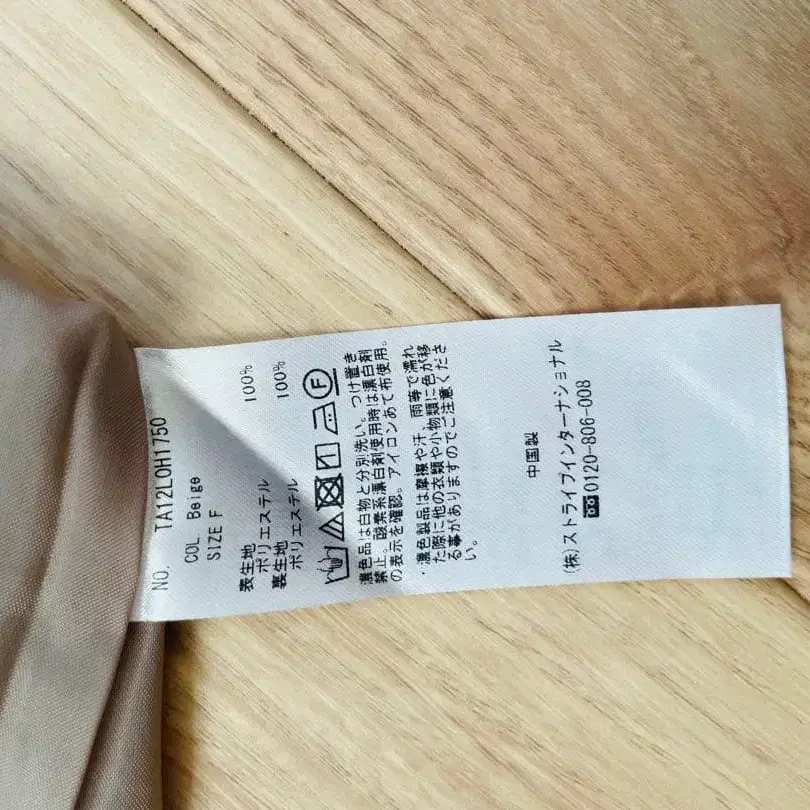 NO. TA12L0H1750
COL Beige
SIZE F
表生地
ポリエステル 100%
裏生地
ポリエステル 100%
濃色品は白物と分別洗い。つけ置き
禁止。酸素系漂白剤使用時は漂白剤
の表示を確認。アイロンあて布使用。
・濃色製品は摩擦や汗、雨等で濡れ
た際に他の衣類や小物類に色が移
る事がありますのでご注意くださ
い。
中国製
(株)ストライプインターナショナル
0120-806-008